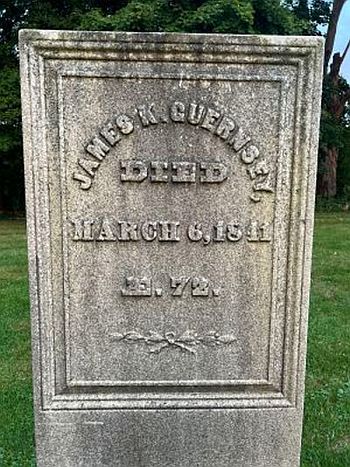 JAMES K. GUERNSEY,
DIED
MARCH 6, 1841
Æ. 72.